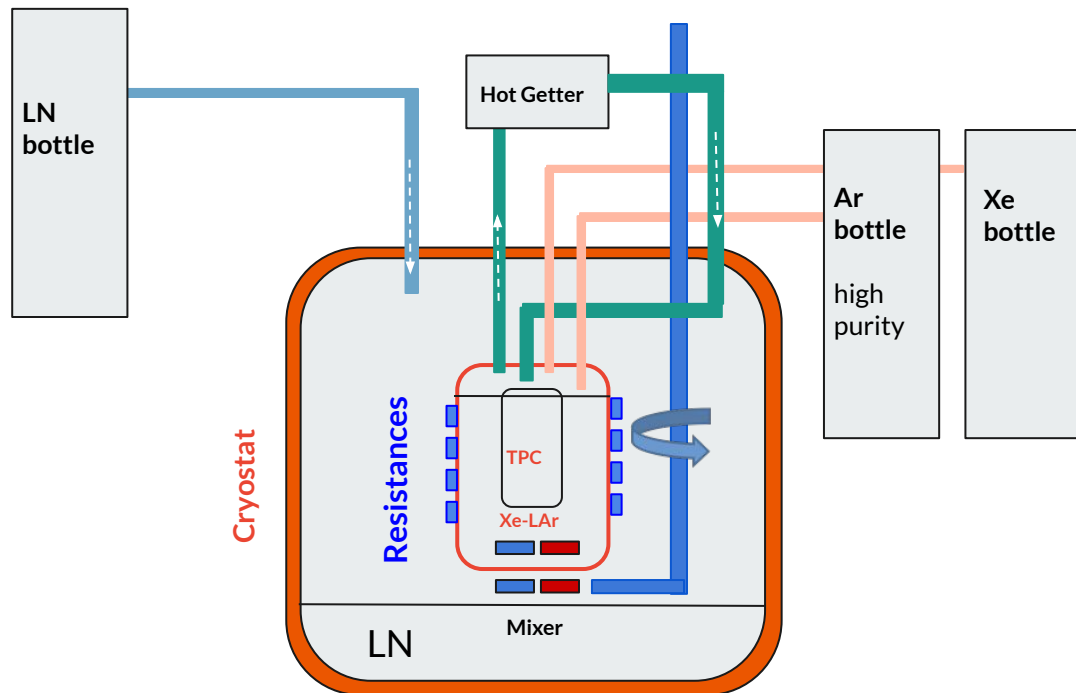 LN
bottle
Hot Getter
Ar
bottle
high
purity
Xe
bottle
Cryostat
Resistances
TPC
Xe-LAr
Mixer
LN